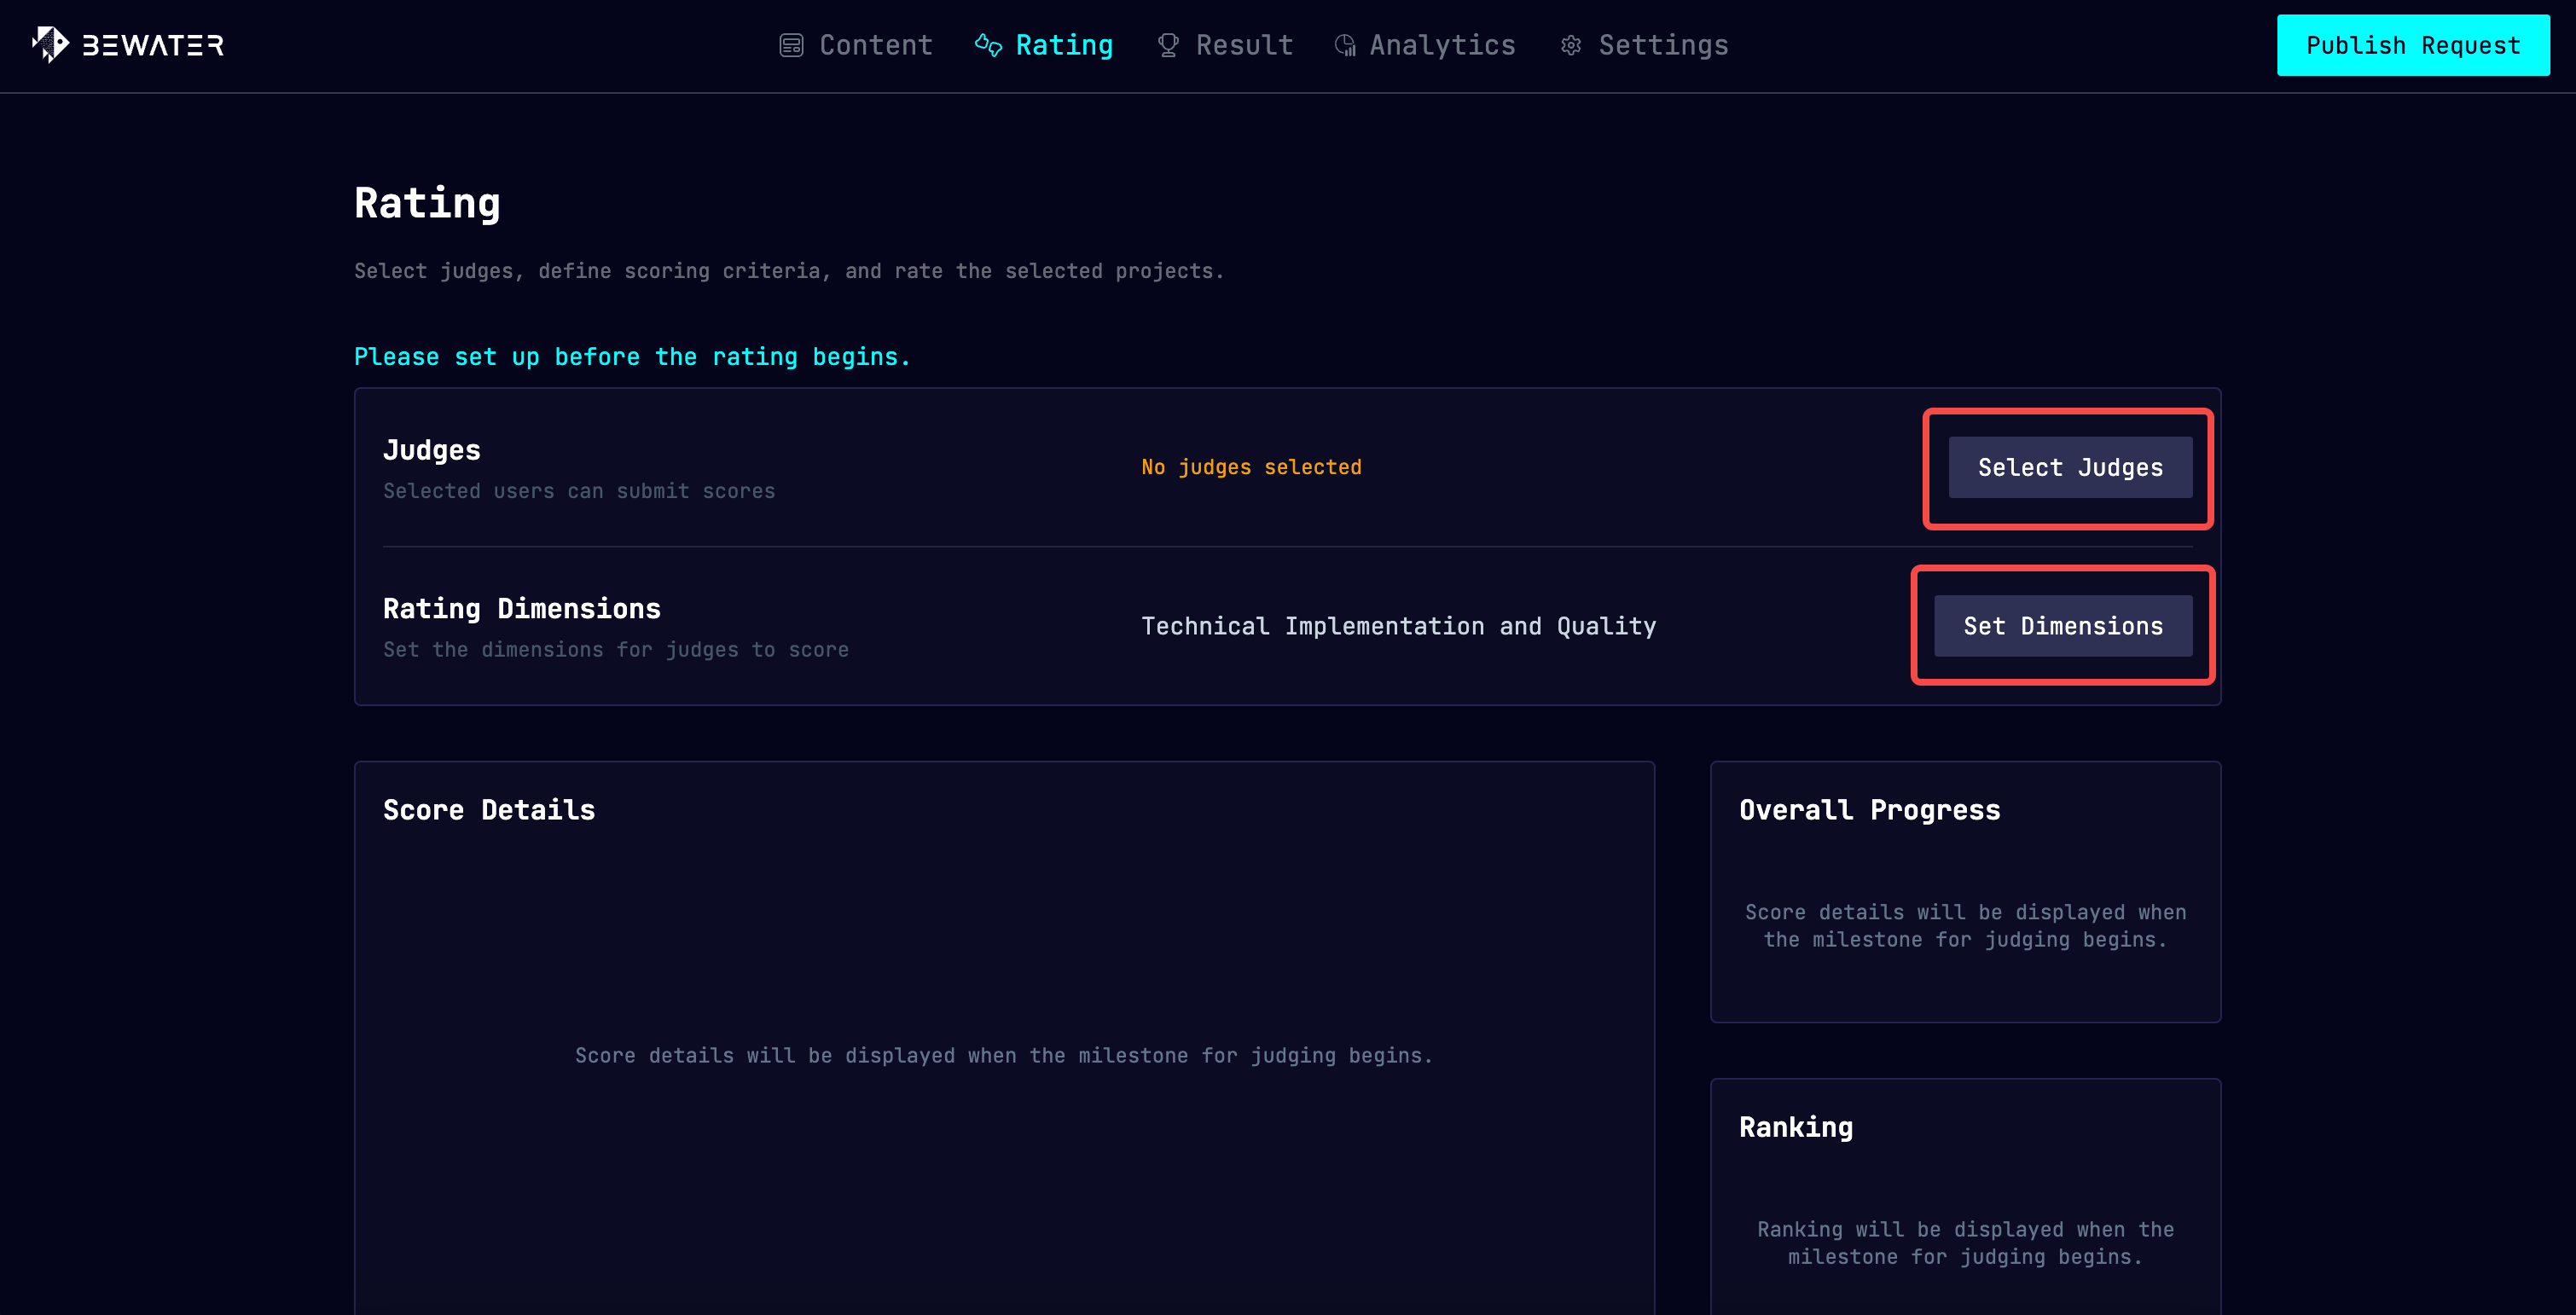 BEWATER
Content
Rating
Result
Analytics
Settings
Publish Request
Rating
Select judges, define scoring criteria, and rate the selected projects.
Please set up before the rating begins.
Judges
Selected users can submit scores
No judges selected
Select Judges
Rating Dimensions
Set the dimensions for judges to score
Technical Implementation and Quality
Set Dimensions
Score Details
Score details will be displayed when the milestone for judging begins.
Overall Progress
Score details will be displayed when
the milestone for judging begins.
Ranking
Ranking will be displayed when the
milestone for judging begins.